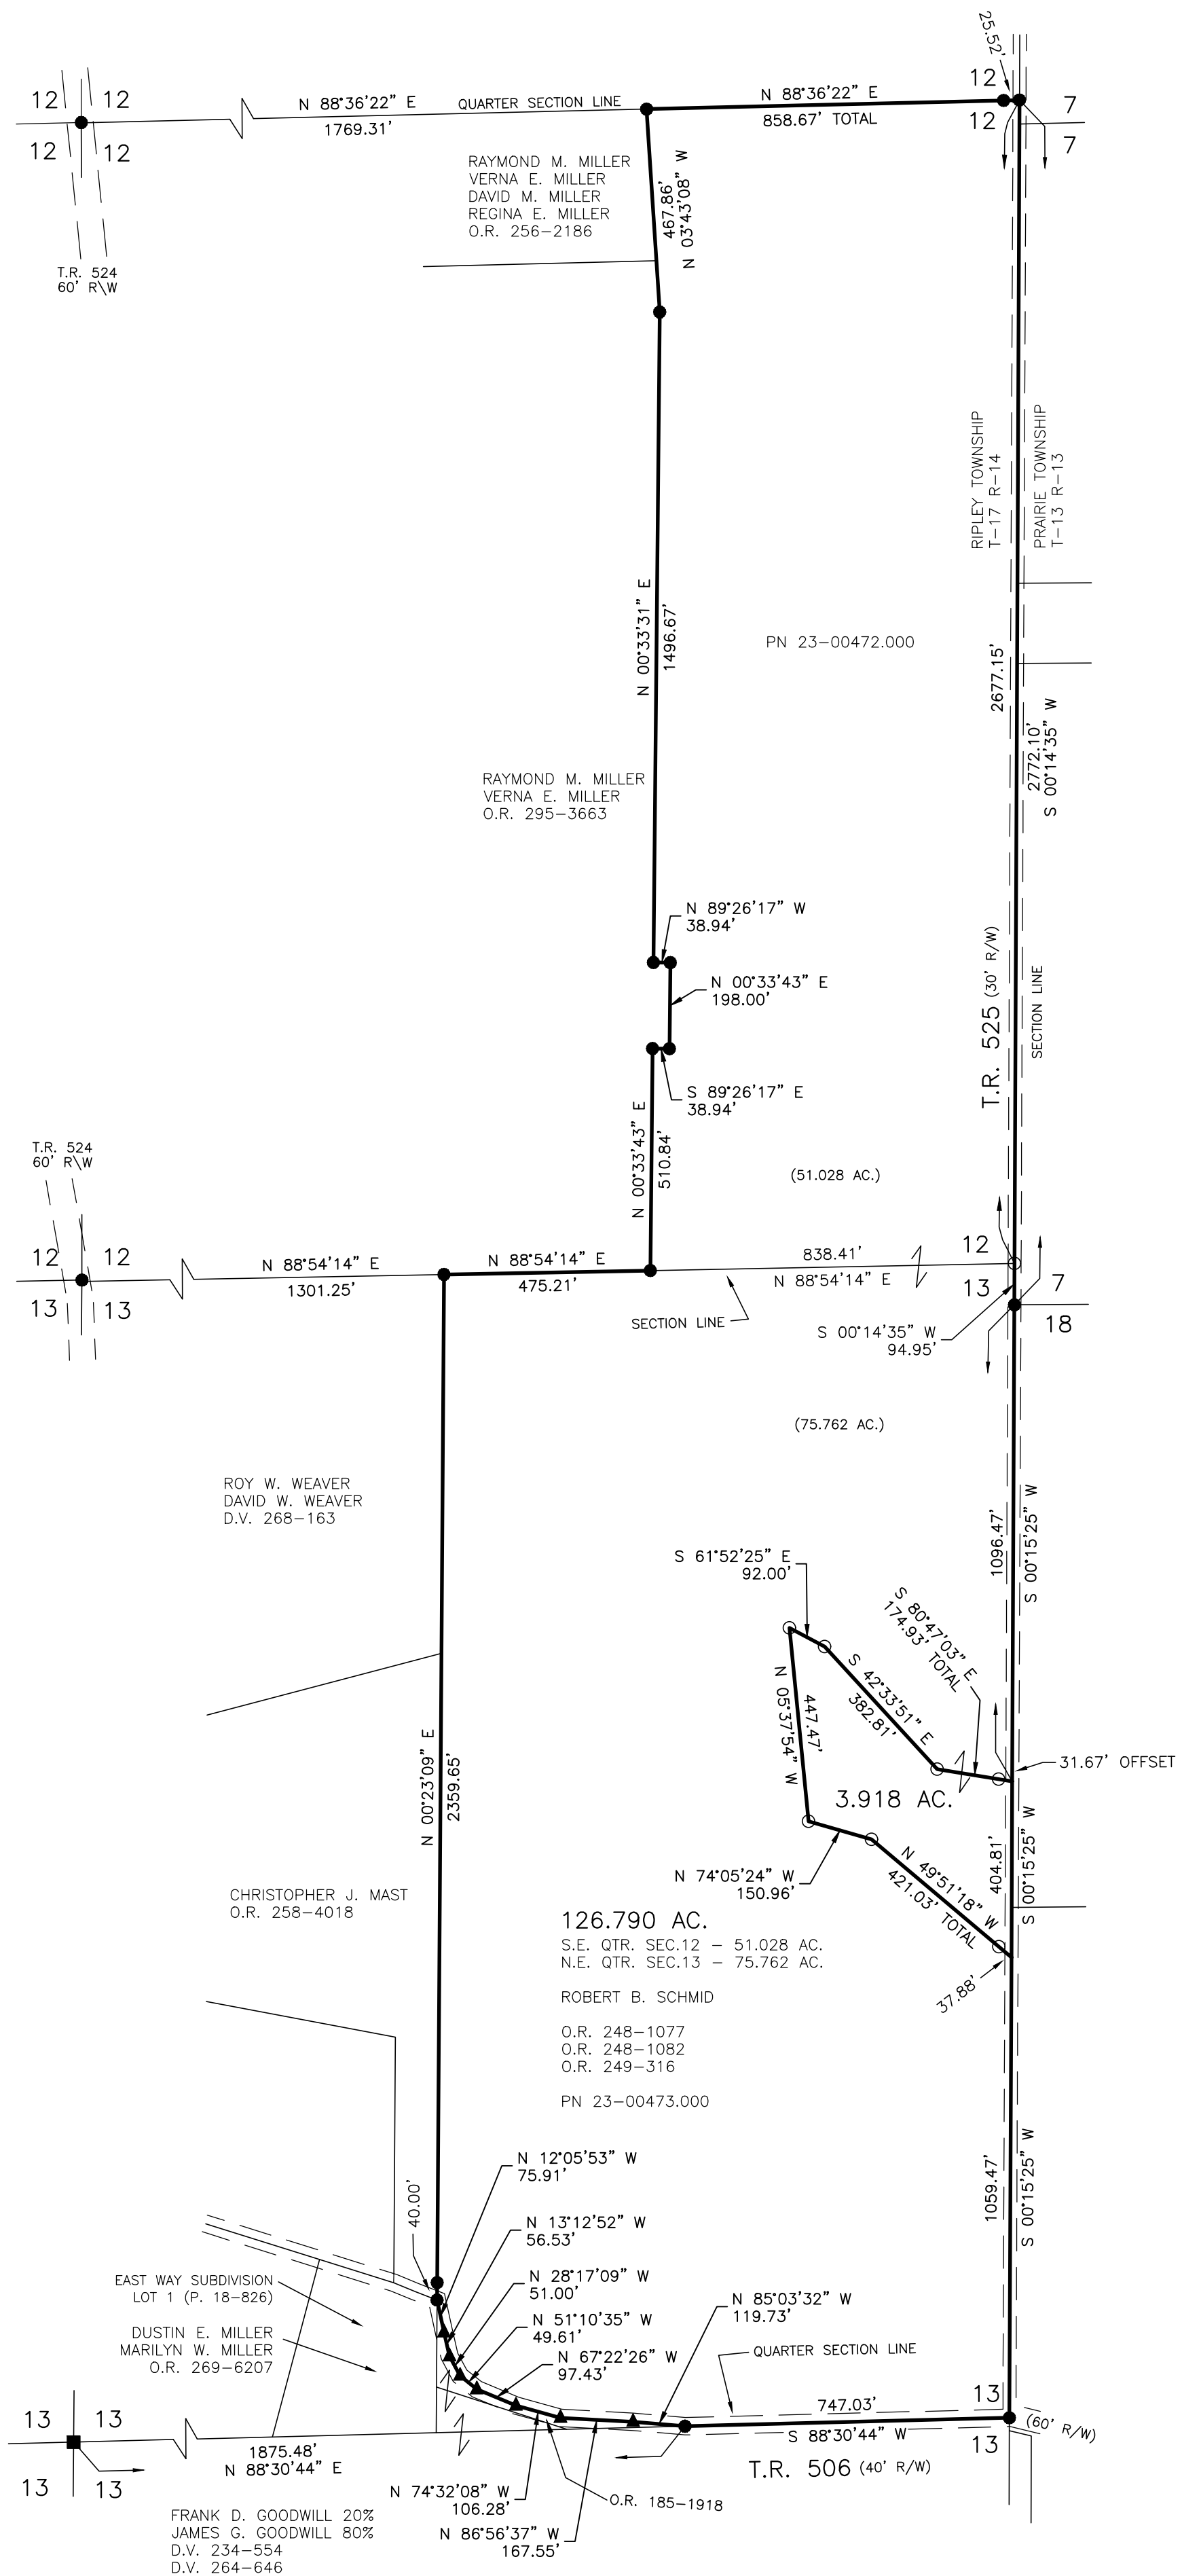 25.52'
12
12
N 88°36'22" E
1769.31'
QUARTER SECTION LINE
N 88°36'22" E
858.67' TOTAL
12
7
12
12
12
7
RAYMOND M. MILLER
VERNA E. MILLER
DAVID M. MILLER
REGINA E. MILLER
O.R. 256-2186
467.86'
N 03°43'08" W
T.R. 524
60' R\W
RIPLEY TOWNSHIP
T-17 R-14
PRAIRIE TOWNSHIP
T-13 R-13
N 00°33'31" E
1496.67'
PN 23-00472.000
2677.15'
2772.10'
S 00°14'35" W
RAYMOND M. MILLER
VERNA E. MILLER
O.R. 295-3663
N 89°26'17" W
38.94'
N 00°33'43" E
198.00'
T.R. 525 (30' R/W)
SECTION LINE
S 89°26'17" E
38.94'
N 00°33'43" E
510.84'
T.R. 524
60' R\W
(51.028 AC.)
12
12
N 88°54'14" E
1301.25'
N 88°54'14" E
475.21'
838.41'
N 88°54'14" E
12
13
13
13
7
18
SECTION LINE
S 00°14'35" W
94.95'
(75.762 AC.)
ROY W. WEAVER
DAVID W. WEAVER
D.V. 268-163
1096.47'
S 00°15'25" W
S 61°52'25" E
92.00'
S 80°47'03" E
174.93' TOTAL
S 42°33'51" E
382.81'
447.47'
N 05°37'54" W
N 00°23'09" E
2359.65'
31.67' OFFSET
3.918 AC.
404.81'
S 00°15'25" W
N 74°05'24" W
150.96'
N 49°51'18" W
421.03' TOTAL
37.88'
CHRISTOPHER J. MAST
O.R. 258-4018
126.790 AC.
S.E. QTR. SEC.12 - 51.028 AC.
N.E. QTR. SEC.13 - 75.762 AC.
ROBERT B. SCHMID
O.R. 248-1077
O.R. 248-1082
O.R. 249-316
PN 23-00473.000
1059.47'
S 00°15'25" W
40.00'
N 12°05'53" W
75.91'
N 13°12'52" W
56.53'
N 28°17'09" W
51.00'
N 51°10'35" W
49.61'
N 67°22'26" W
97.43'
N 85°03'32" W
119.73'
EAST WAY SUBDIVISION
LOT 1 (P. 18-826)
DUSTIN E. MILLER
MARILYN W. MILLER
O.R. 269-6207
QUARTER SECTION LINE
747.03'
S 88°30'44" W
13
13
(60' R/W)
T.R. 506 (40' R/W)
13
13
13
13
1875.48'
N 88°30'44" E
N 74°32'08" W
106.28'
O.R. 185-1918
N 86°56'37" W
167.55'
FRANK D. GOODWILL 20%
JAMES G. GOODWILL 80%
D.V. 234-554
D.V. 264-646